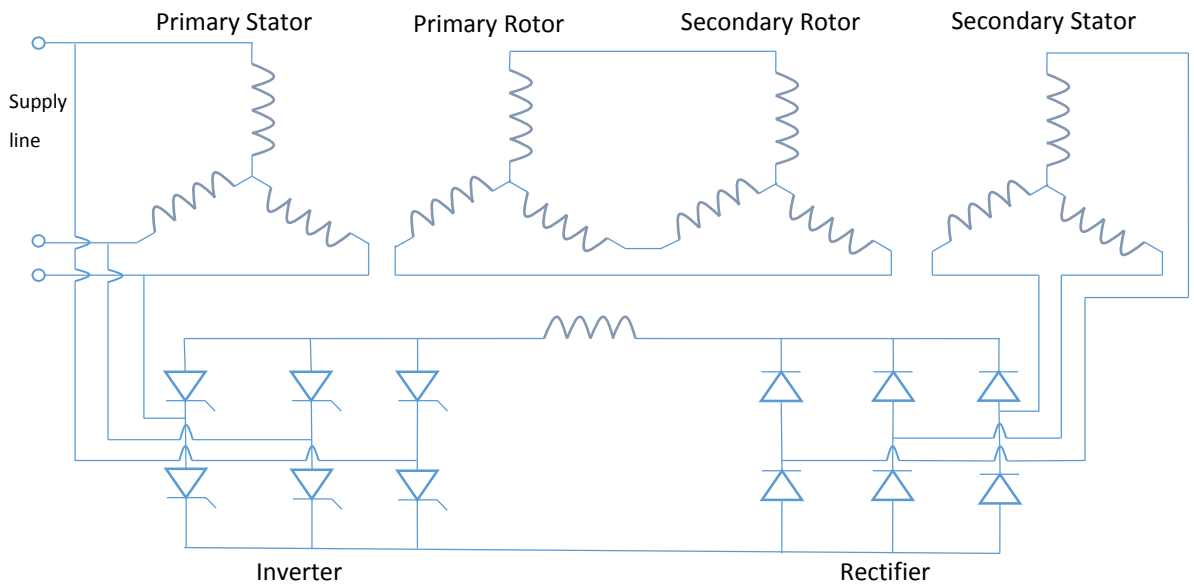 Primary Stator
Primary Rotor
Secondary Rotor
Secondary Stator
Supply
line
Inverter
Rectifier